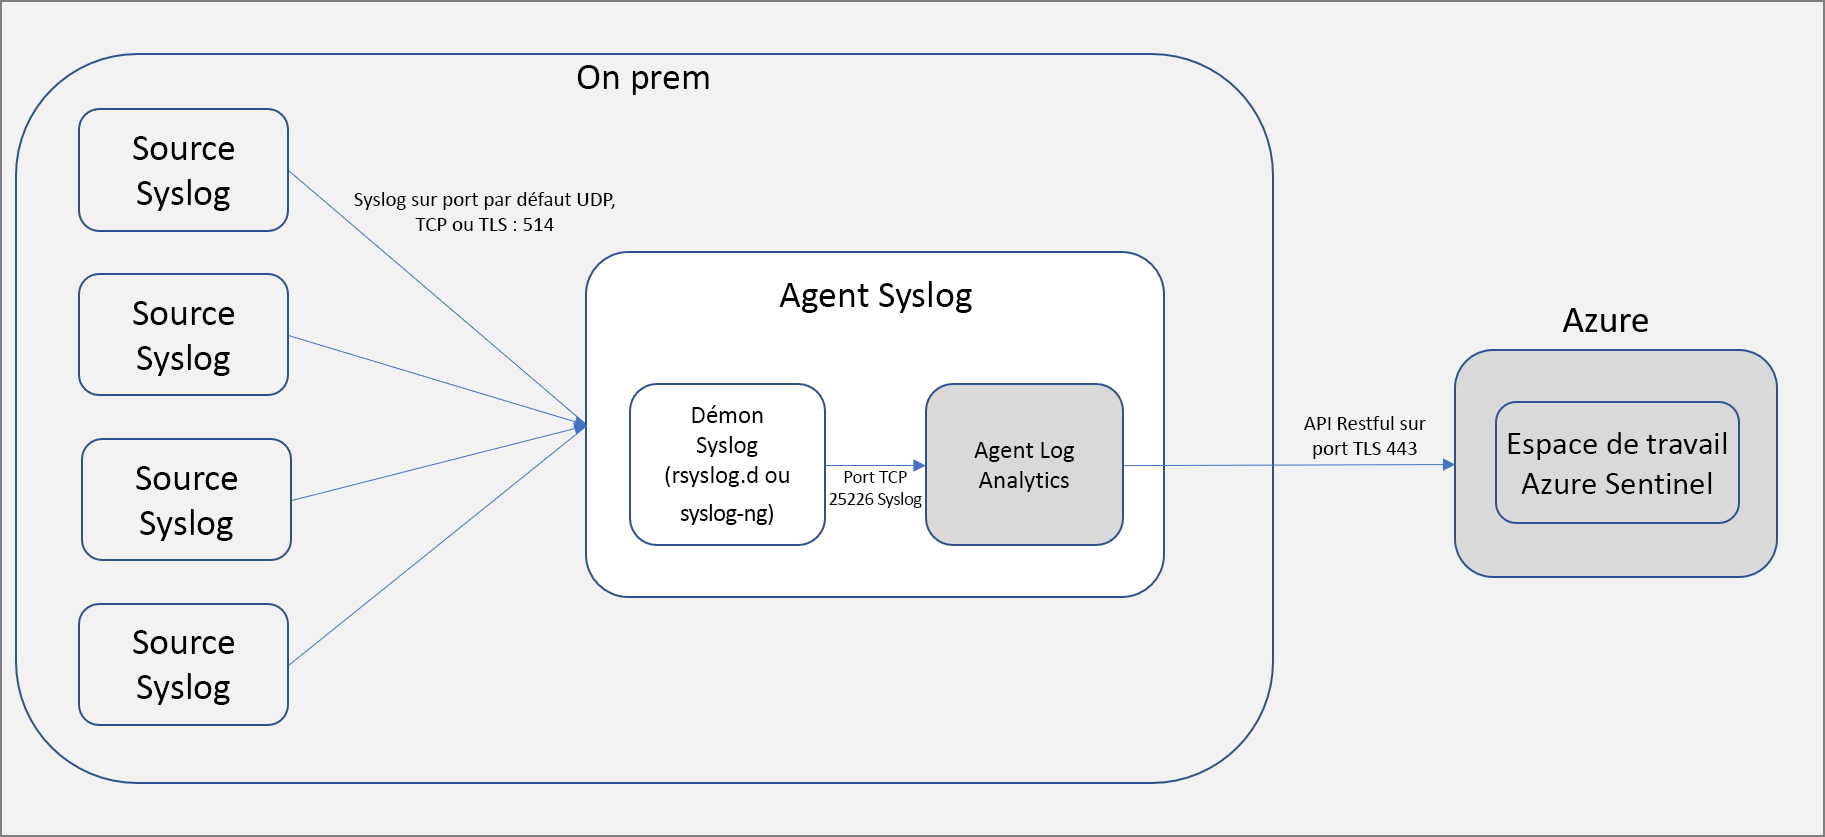 On prem
Source
Syslog
Syslog sur port par défaut UDP,
TCP ou TLS : 514
Source
Syslog
Source
Syslog
Source
Syslog
Agent Syslog
Démon
Syslog
(rsyslog.d ou
syslog-ng)
Port TCP
25226 Syslog
Agent Log
Analytics
API Restful sur
port TLS 443
Azure
Espace de travail
Azure Sentinel